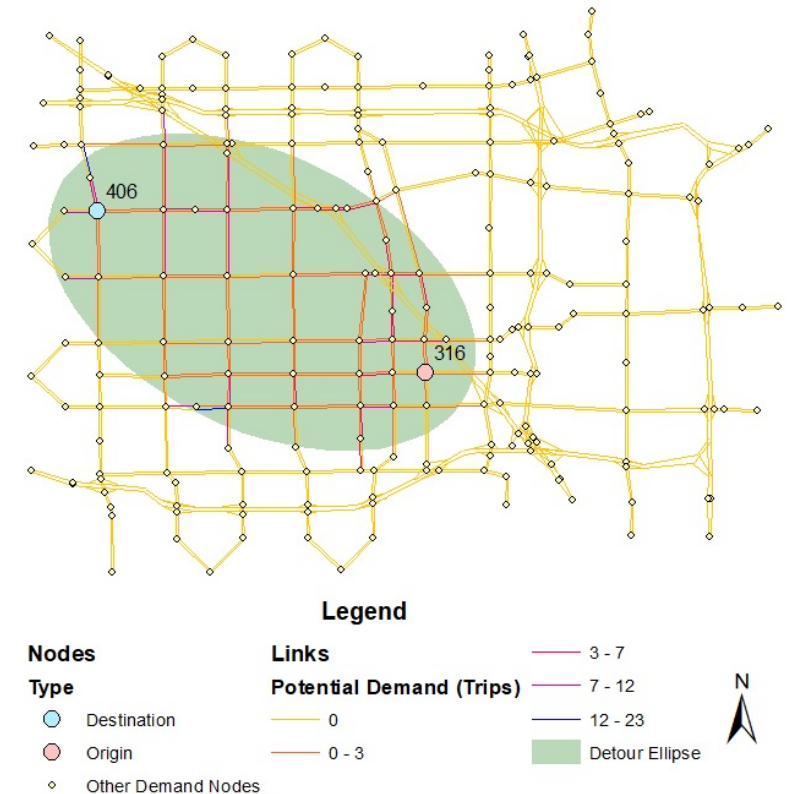 406
316
Legend
Nodes
Type
Destination
Origin
Other Demand Nodes
Links
Potential Demand (Trips)
0
0 - 3
3 - 7
7 - 12
12 - 23
Detour Ellipse
N